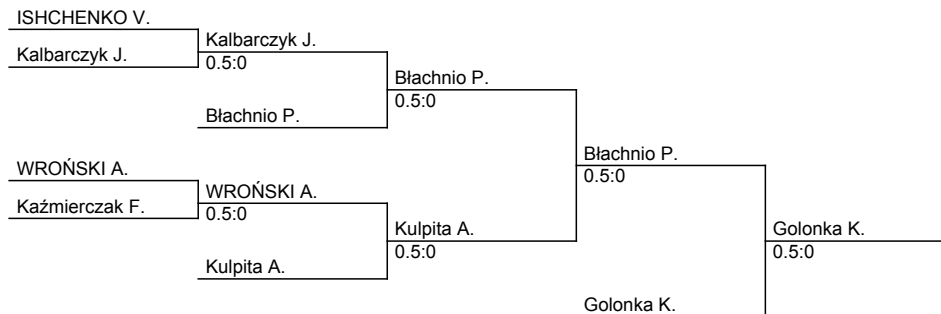 ISHCHENKO V.
Kalbarczyk J.
Kalbarczyk J.
0.5:0
Błachnio P.
Błachnio P.
0.5:0
WROŃSKI A.
Kaźmierczak F.
WROŃSKI A.
0.5:0
Kulpita A.
Kulpita A.
0.5:0
Błachnio P.
0.5:0
Golonka K.
Golonka K.
0.5:0